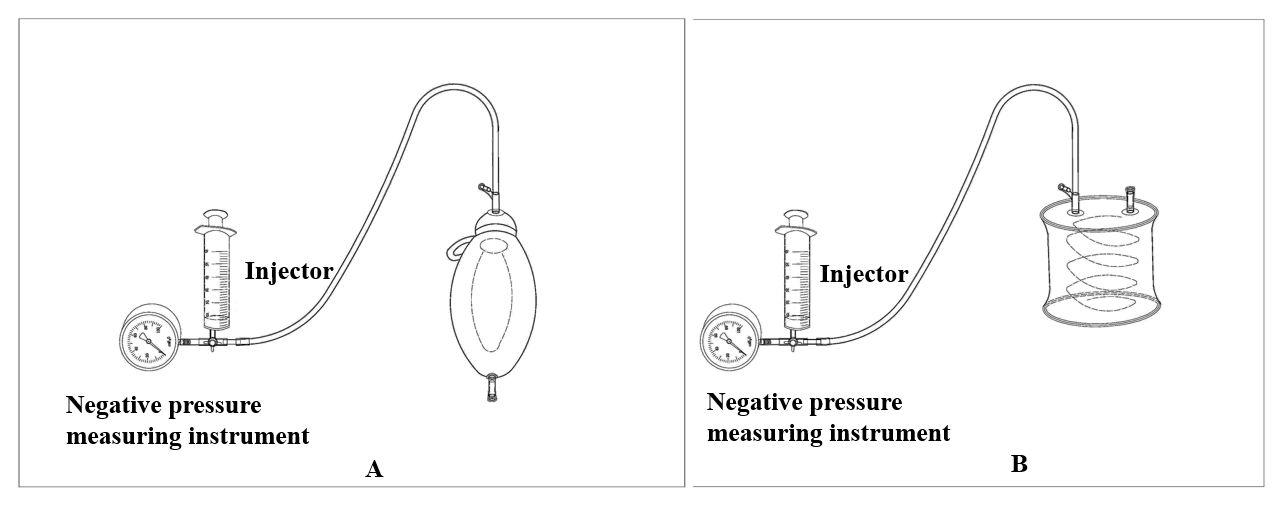 Injector
Negative pressure
measuring instrument
A
Injector
Negative pressure
measuring instrument
B